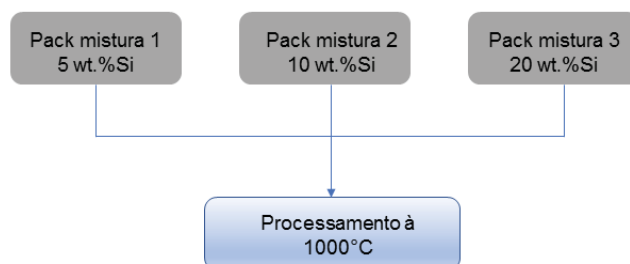 Pack mistura 1
5 wt.%Si
Pack mistura 2
10 wt.%Si
Pack mistura 3
20 wt.%Si
Processamento à
1000°C